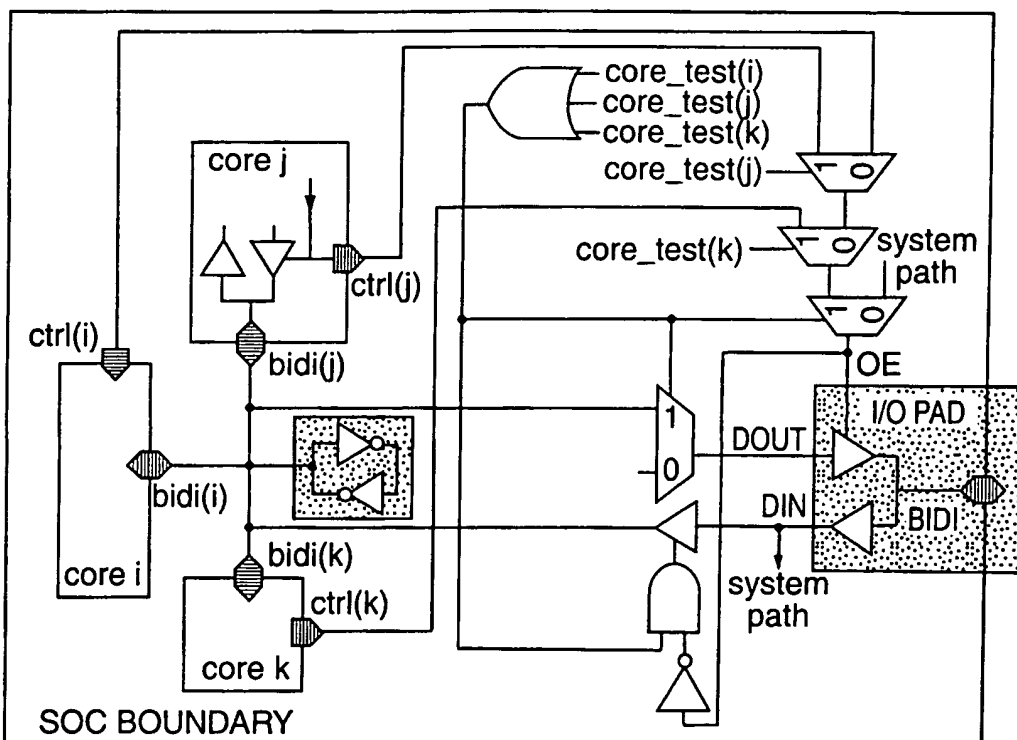 core_test(i)
core_test(j)
core_test(k)
core j
core_test(j)
1 0
core_test(k)
1 0
system
path
ctrl(j)
1 0
ctrl(i)
bidi(j)
OE
I/O PAD
1
DOUT
0
bidi(i)
DIN
BIDI
bidi(k)
core i
ctrl(k)
system
path
core k
SOC BOUNDARY